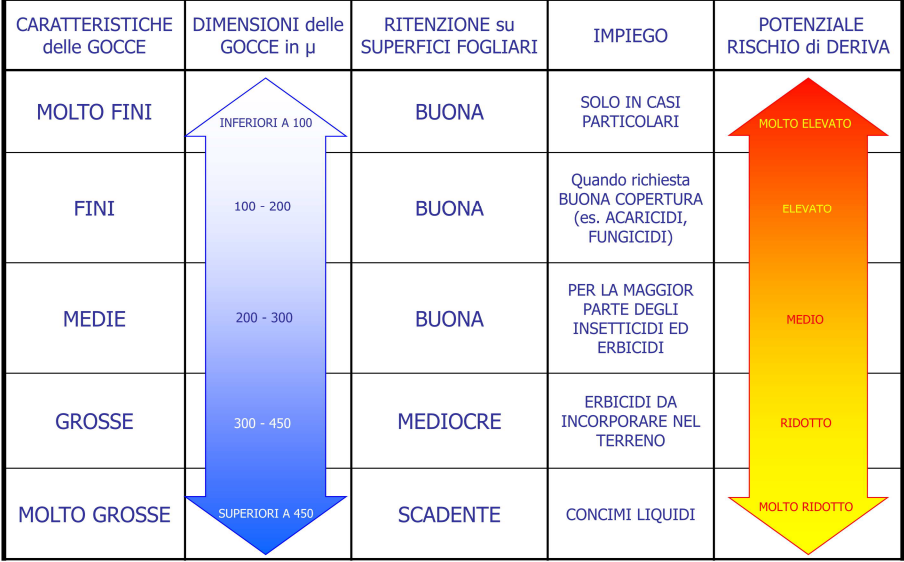 CARATTERISTICHE
delle GOCCE
DIMENSIONI delle
GOCCE in µ
RITENZIONE su
SUPERFICI FOGLIARI
IMPIEGO
POTENZIALE
RISCHIO di DERIVA
MOLTO FINI
INFERIORI A 100
BUONA
SOLO IN CASI
PARTICOLARI
MOLTO ELEVATO
FINI
100 - 200
BUONA
Quando richiesta
BUONA COPERTURA
(es. ACARICIDI,
FUNGICIDI)
ELEVATO
MEDIE
200 - 300
BUONA
PER LA MAGGIOR
PARTE DEGLI
INSETTICIDI ED
ERBICIDI
MEDIO
GROSSE
300 - 450
MEDIOCRE
ERBICIDI DA
INCORPORARE NEL
TERRENO
RIDOTTO
MOLTO GROSSE
SUPERIORI A 450
SCADENTE
CONCIMI LIQUIDI
MOLTO RIDOTTO